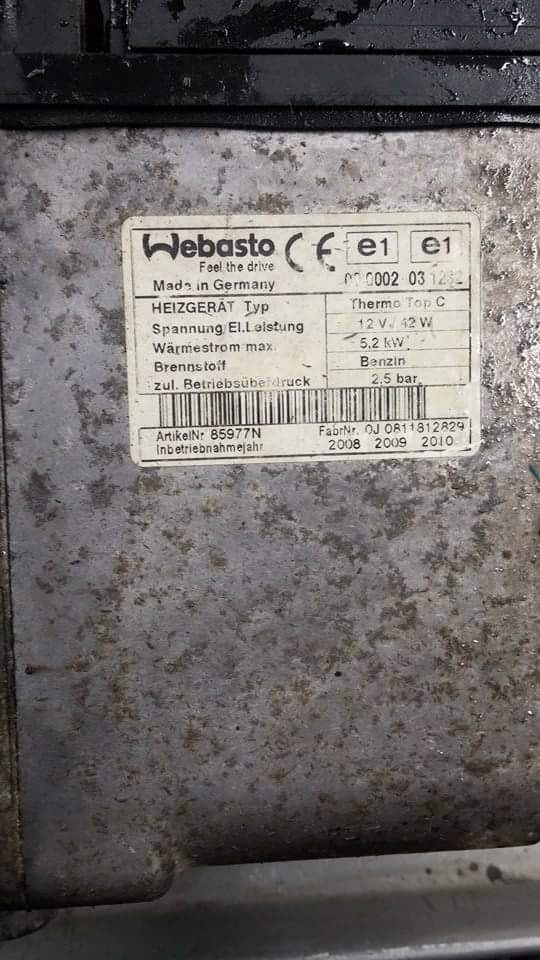 Webasto CE e1 e1
Feel the drive
Made in Germany 0002 03
HEIZGERÄT Typ Thermo Top C
Spannung/El.Leistung 12 V / 42 W
Wärmestrom max. 5,2 kW
Brennstoff Benzin
zul. Betriebsüberdruck 2,5 bar
ArtikelNr 85977N FabrNr. OJ 0811812829
Inbetriebnahmejahr 2008 2009 2010